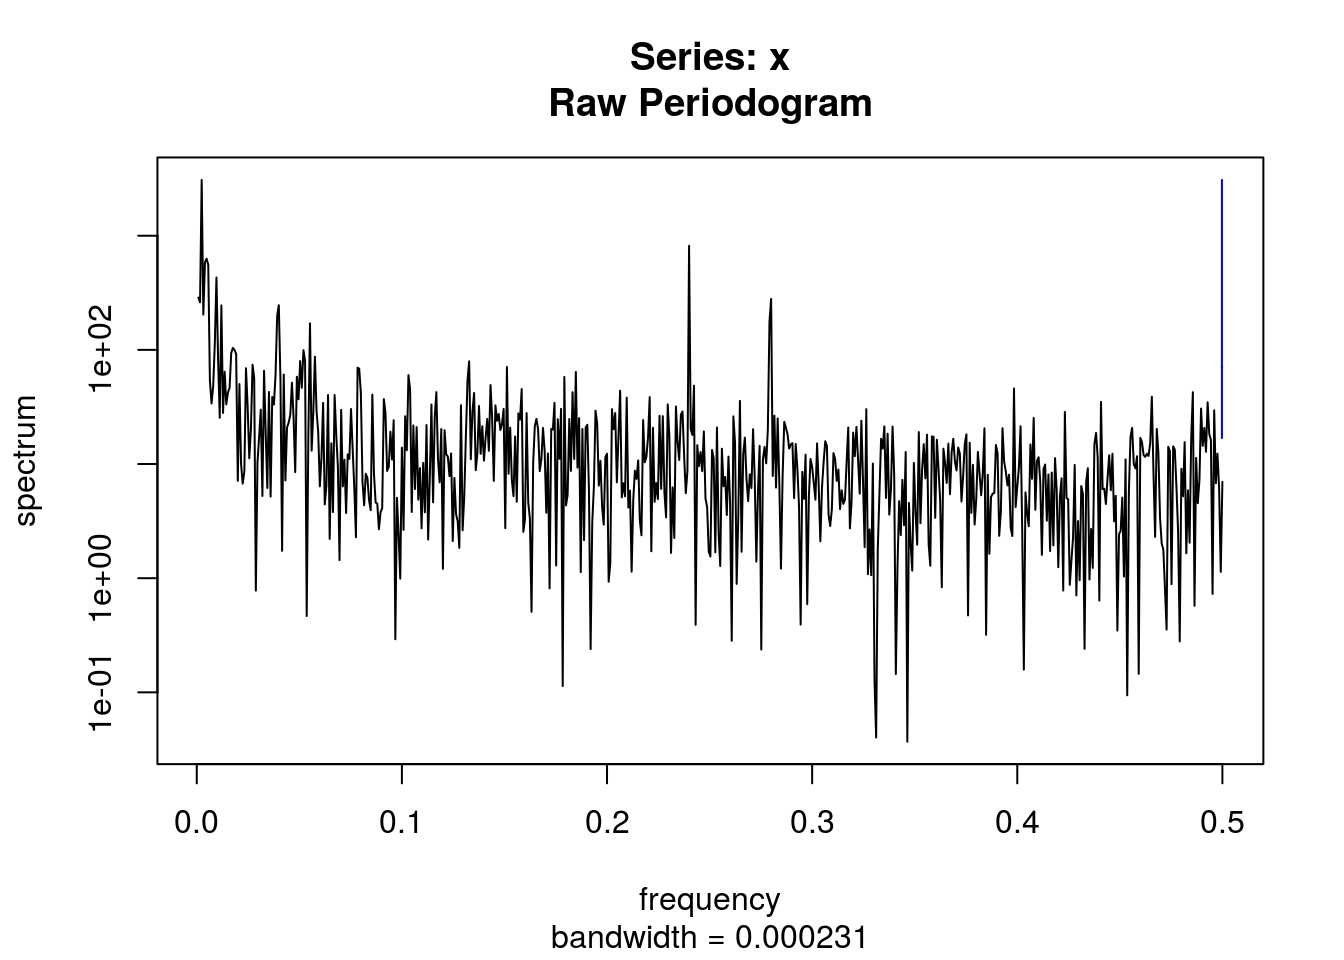 Series: x
Raw Periodogram
spectrum
1e+02
1e+00
1e-01
0.0 0.1 0.2 0.3 0.4 0.5
frequency
bandwidth = 0.000231